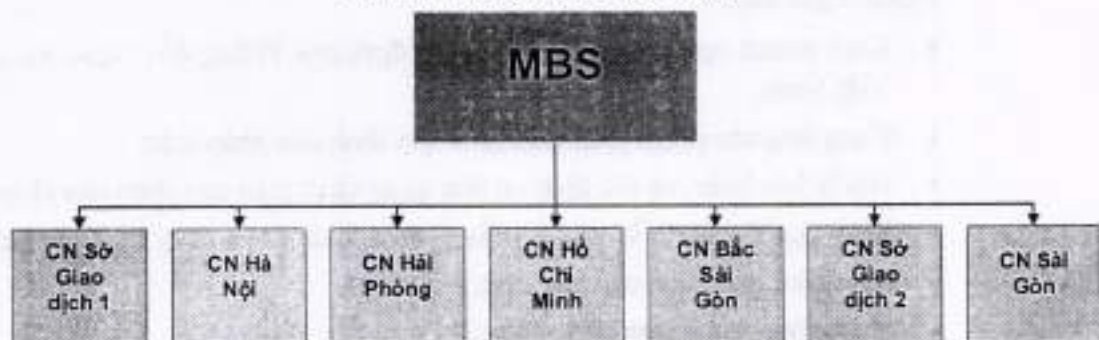 MBS
CN Sở
Giao
dịch 1
CN Hà
Nội
CN Hải
Phòng
CN Hồ
Chí
Minh
CN Bắc
Sài
Gòn
CN Sở
Giao
dịch 2
CN Sài
Gòn